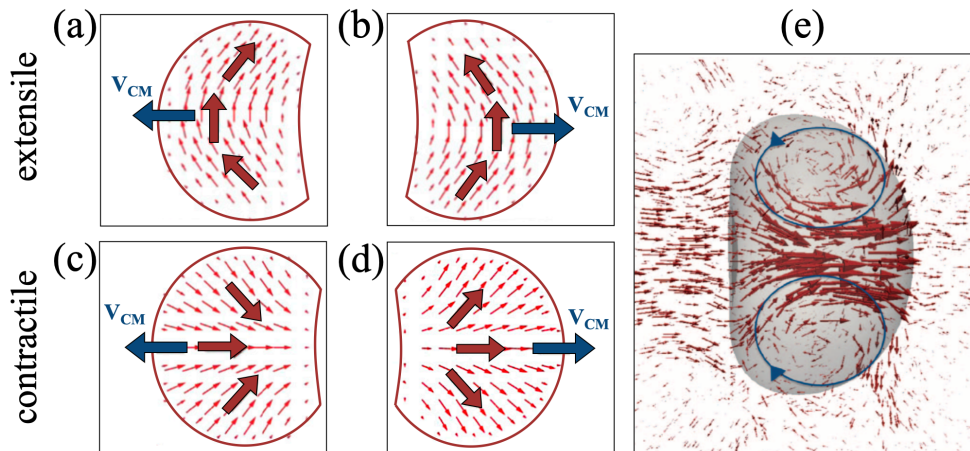 (a)
(b)
(e)
extensile
V_CM
V_CM
(c)
(d)
contractile
V_CM
V_CM